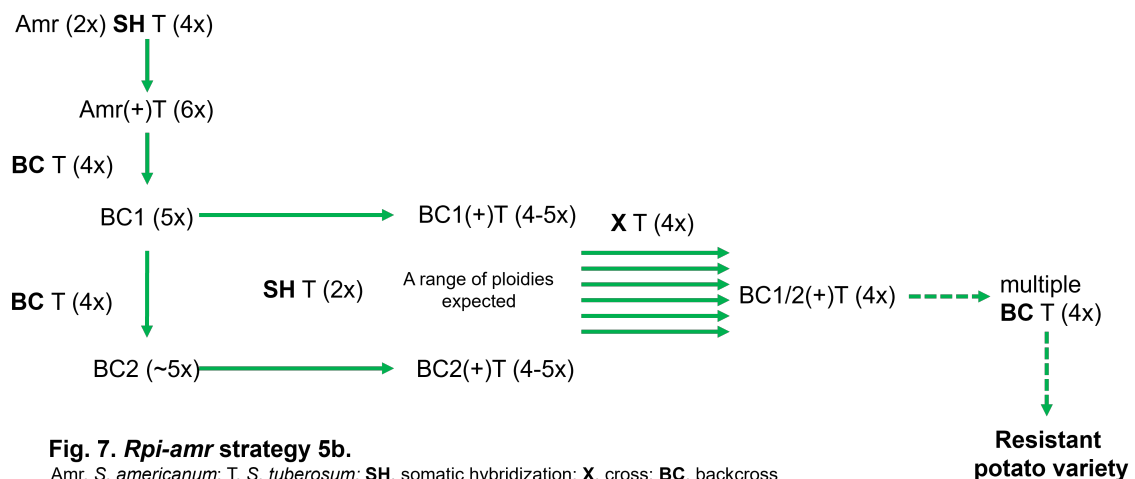 Amr (2x) SH T (4x)
Amr(+)T (6x)
BC T (4x)
BC1 (5x)
BC1(+)T (4-5x)
X T (4x)
BC T (4x)
SH T (2x)
A range of ploidies
expected
BC1/2(+)T (4x)
multiple
BC T (4x)
BC2 (~5x)
BC2(+)T (4-5x)
Resistant
potato variety
Fig. 7. Rpi-amr strategy 5b.
Amr, S. americanum; T, S. tuberosum; SH, somatic hybridization; X, cross; BC, backcross